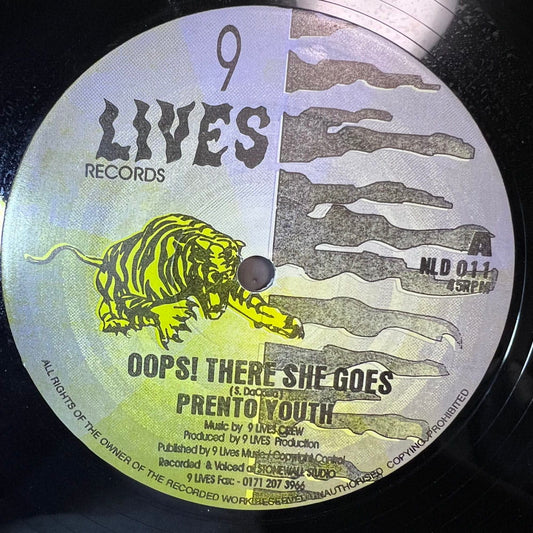 9
LIVES
RECORDS
A
NLD 011
45RPM
OOPS! THERE SHE GOES
PRENTO YOUTH
Music by 9 LIVES CREW
Produced by 9 LIVES Production
Published by 9 Lives Music / Copyright Control
Recorded & Voiced at STONEWALL STUDIO
9 LIVES Fax: - 0171 207 3966
ALL RIGHTS OF THE OWNER OF THE RECORDED WORK RESERVED UNAUTHORISED COPYING PROHIBITED